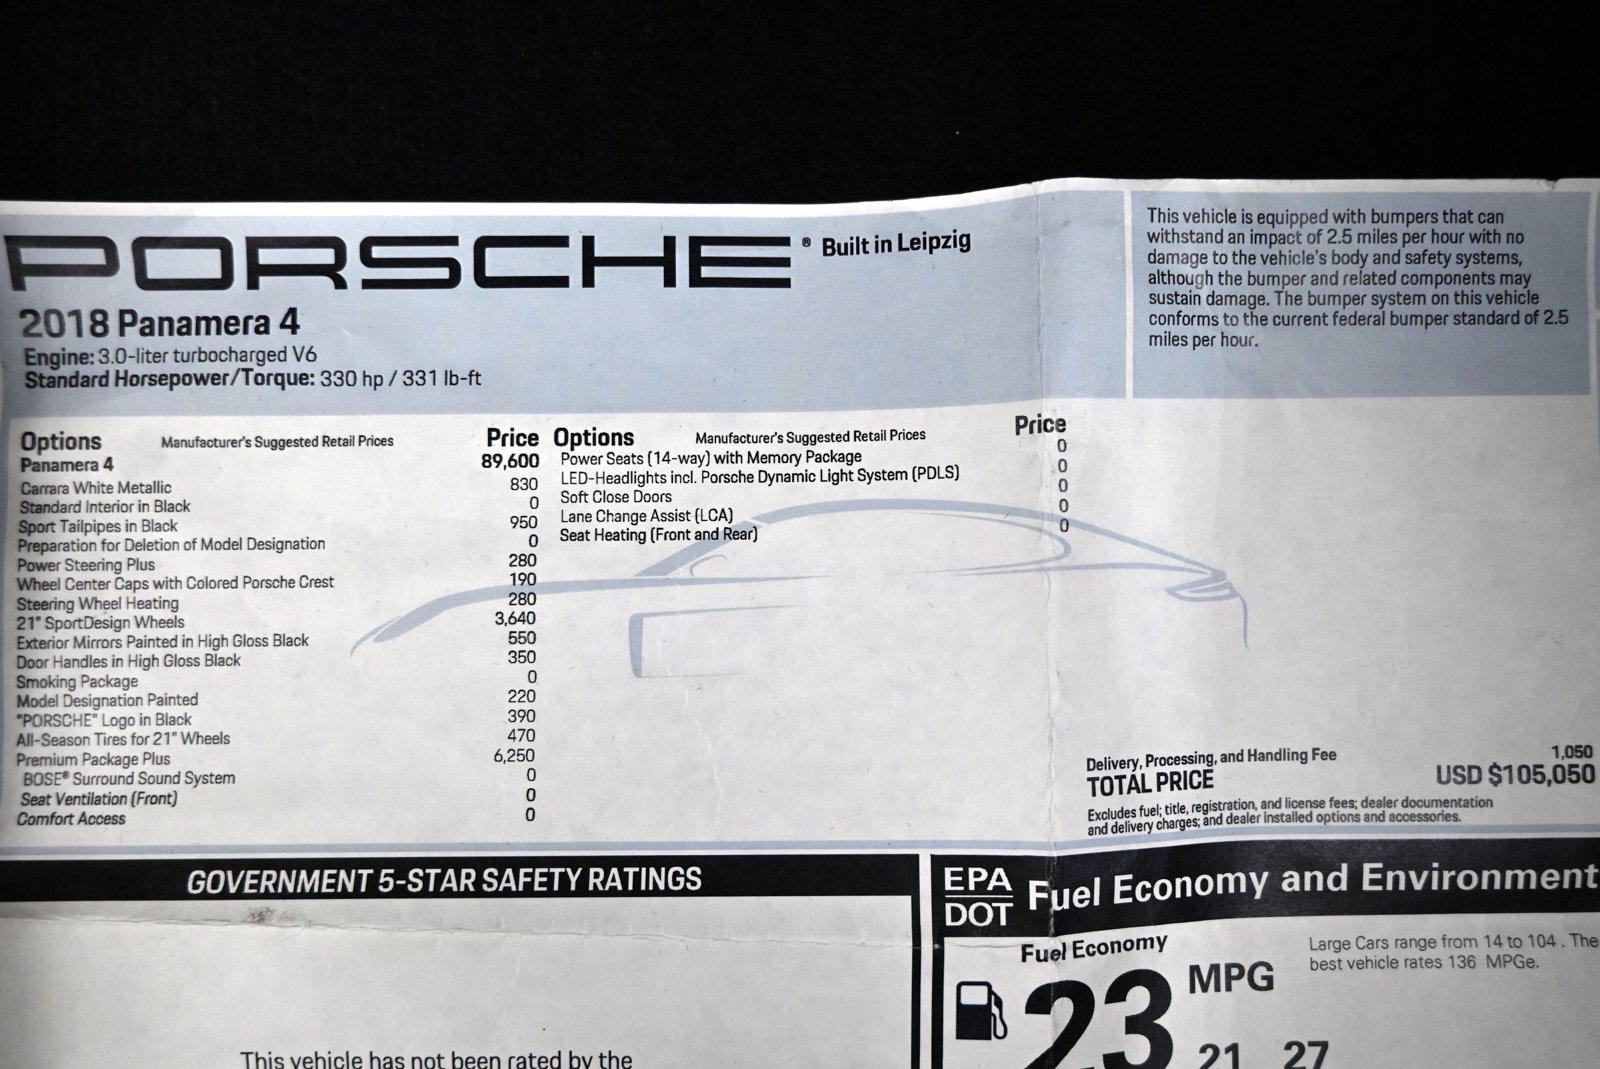 PORSCHE® Built in Leipzig
2018 Panamera 4
Engine: 3.0-liter turbocharged V6
Standard Horsepower/Torque: 330 hp / 331 lb-ft
This vehicle is equipped with bumpers that can
withstand an impact of 2.5 miles per hour with no
damage to the vehicle's body and safety systems,
although the bumper and related components may
sustain damage. The bumper system on this vehicle
conforms to the current federal bumper standard of 2.5
miles per hour.
Options Manufacturer's Suggested Retail Prices Price
Panamera 4 89,600
Carrara White Metallic 830
Standard Interior in Black 0
Sport Tailpipes in Black 950
Preparation for Deletion of Model Designation 0
Power Steering Plus 280
Wheel Center Caps with Colored Porsche Crest 190
Steering Wheel Heating 280
21" SportDesign Wheels 3,640
Exterior Mirrors Painted in High Gloss Black 550
Door Handles in High Gloss Black 350
Smoking Package 0
Model Designation Painted 220
"PORSCHE" Logo in Black 390
All-Season Tires for 21" Wheels 470
Premium Package Plus 6,250
BOSE® Surround Sound System 0
Seat Ventilation (Front) 0
Comfort Access 0
Options Manufacturer's Suggested Retail Prices Price
Power Seats (14-way) with Memory Package 0
LED-Headlights incl. Porsche Dynamic Light System (PDLS) 0
Soft Close Doors 0
Lane Change Assist (LCA) 0
Seat Heating (Front and Rear) 0
Delivery, Processing, and Handling Fee 1,050
TOTAL PRICE USD $105,050
Excludes fuel; title, registration, and license fees; dealer documentation
and delivery charges; and dealer installed options and accessories.
GOVERNMENT 5-STAR SAFETY RATINGS
This vehicle has not been rated by the
EPA
DOT
Fuel Economy and Environment
Fuel Economy
23 MPG
21 27
Large Cars range from 14 to 104 . The
best vehicle rates 136 MPGe.